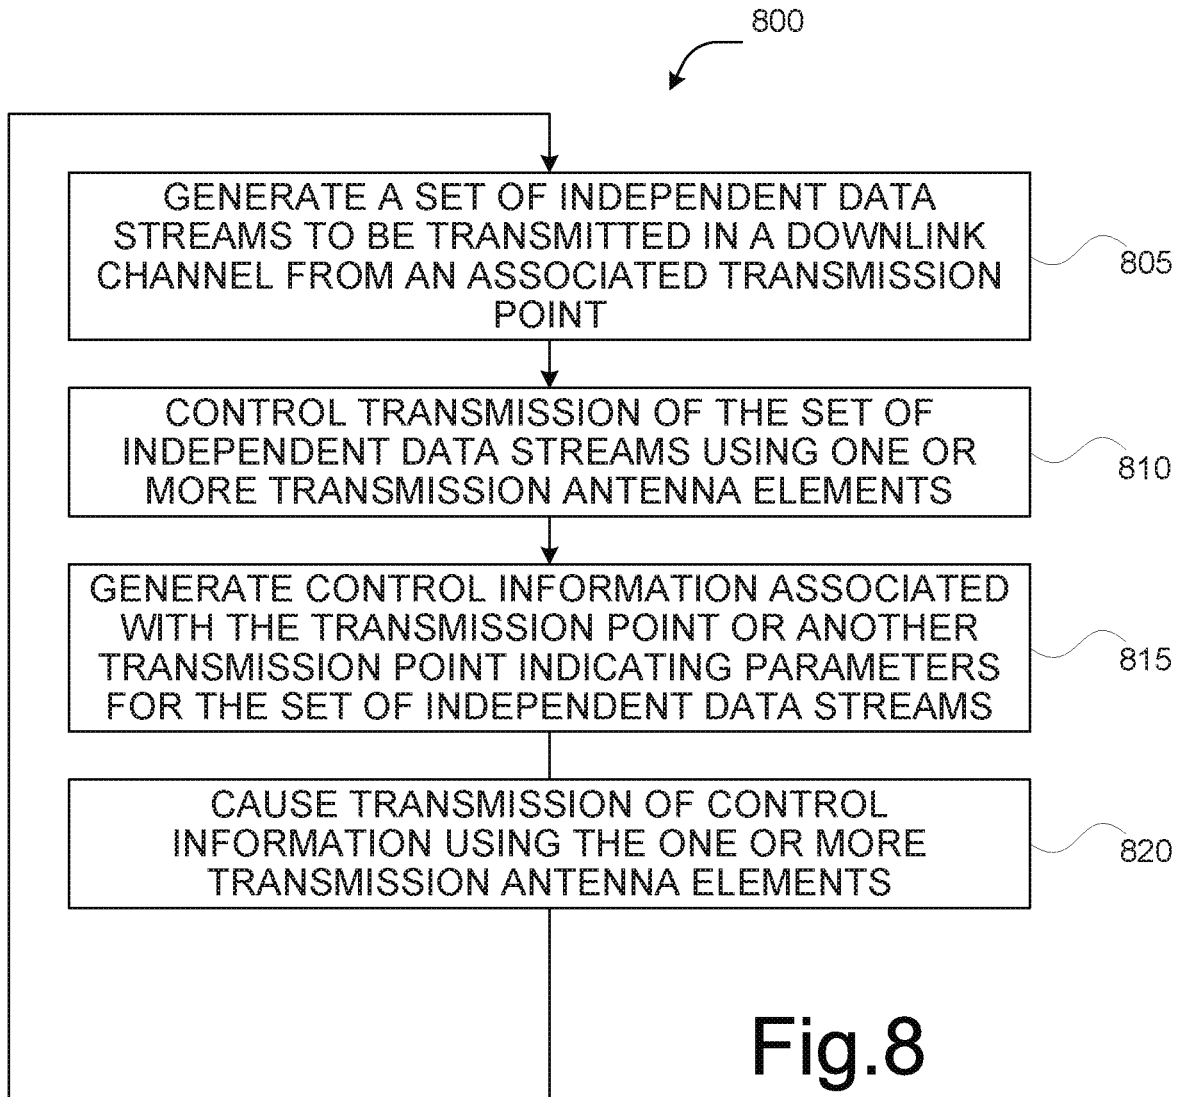 800
GENERATE A SET OF INDEPENDENT DATA
STREAMS TO BE TRANSMITTED IN A DOWNLINK
CHANNEL FROM AN ASSOCIATED TRANSMISSION
POINT
805
CONTROL TRANSMISSION OF THE SET OF
INDEPENDENT DATA STREAMS USING ONE OR
MORE TRANSMISSION ANTENNA ELEMENTS
810
GENERATE CONTROL INFORMATION ASSOCIATED
WITH THE TRANSMISSION POINT OR ANOTHER
TRANSMISSION POINT INDICATING PARAMETERS
FOR THE SET OF INDEPENDENT DATA STREAMS
815
CAUSE TRANSMISSION OF CONTROL
INFORMATION USING THE ONE OR MORE
TRANSMISSION ANTENNA ELEMENTS
820
Fig.8